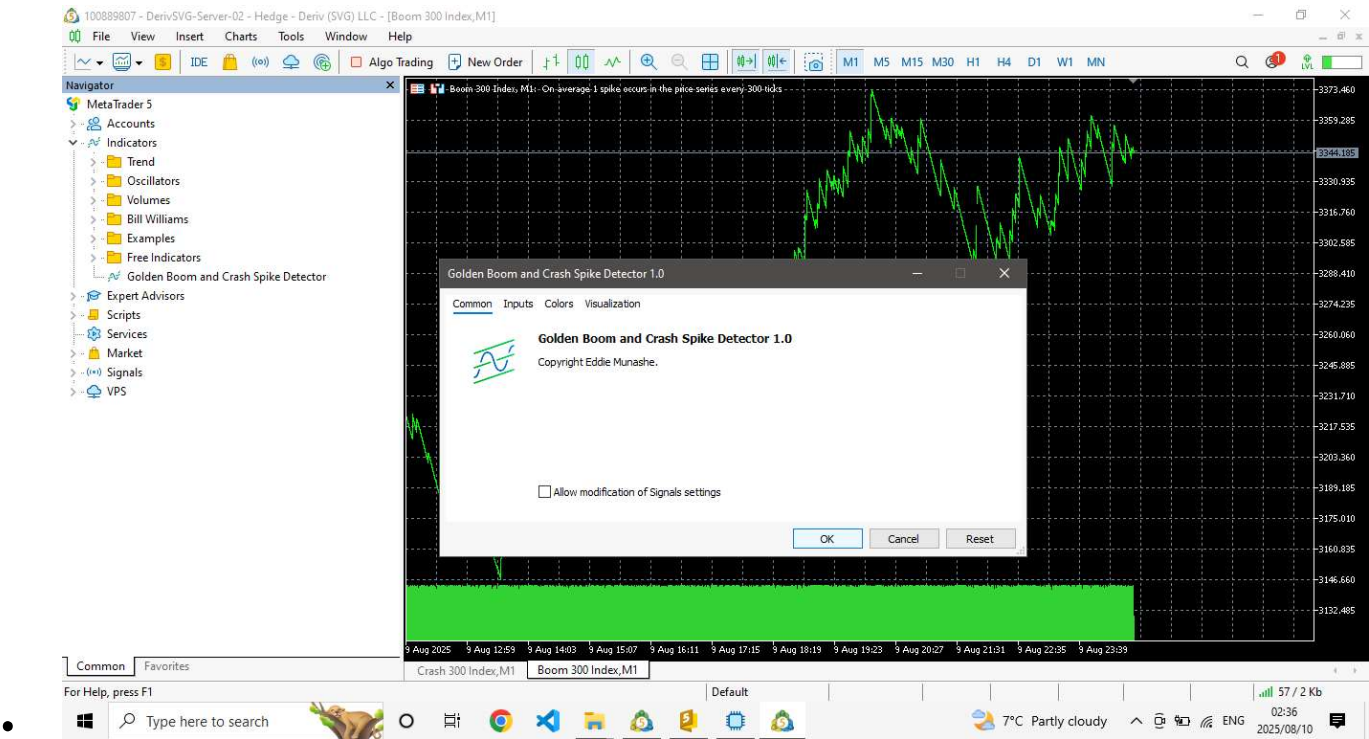 100889807 - DerivSVG-Server-02 - Hedge - Deriv (SVG) LLC - [Boom 300 Index,M1]
File View Insert Charts Tools Window Help
IDE Algo Trading New Order M1 M5 M15 M30 H1 H4 D1 W1 MN 1 LVL
Navigator
MetaTrader 5
Accounts
Indicators
Trend
Oscillators
Volumes
Bill Williams
Examples
Free Indicators
Golden Boom and Crash Spike Detector
Expert Advisors
Scripts
Services
Market
Signals
VPS
Common Favorites
Boom 300 Index, M1: On average 1 spike occurs in the price series every 300 ticks
3373.460
3359.285
3344.185
3330.935
3316.760
3302.585
3288.410
3274.235
3260.060
3245.885
3231.710
3217.535
3203.360
3189.185
3175.010
3160.835
3146.660
3132.485
Golden Boom and Crash Spike Detector 1.0
Common Inputs Colors Visualization
Golden Boom and Crash Spike Detector 1.0
Copyright Eddie Munashe.
Allow modification of Signals settings
OK Cancel Reset
9 Aug 2025 9 Aug 12:59 9 Aug 14:03 9 Aug 15:07 9 Aug 16:11 9 Aug 17:15 9 Aug 18:19 9 Aug 19:23 9 Aug 20:27 9 Aug 21:31 9 Aug 22:35 9 Aug 23:39
Crash 300 Index,M1 Boom 300 Index,M1
For Help, press F1 Default 57 / 2 Kb
Type here to search 7°C Partly cloudy ENG 02:36
2025/08/10